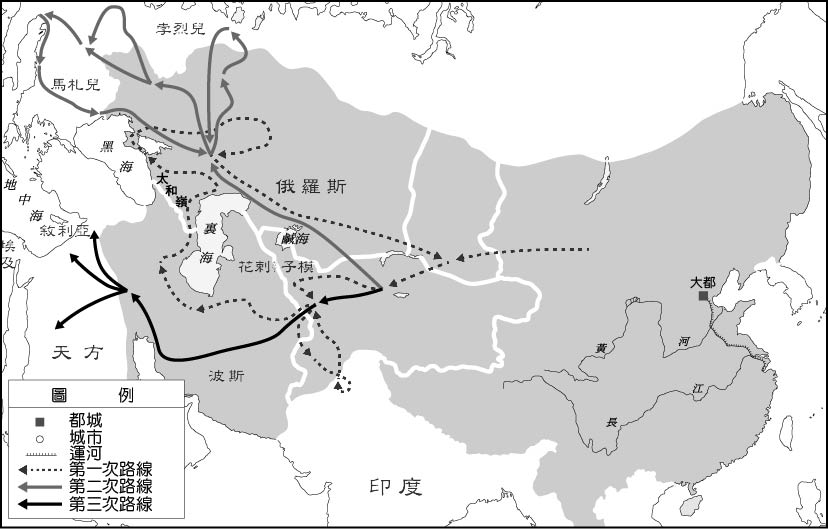 孛烈兒
馬札兒
黑
海
太
和
嶺
俄羅斯
地
中
海
敘利亞
埃
及
裏
海
鹹海
花剌子模
大都
黃
河
天方
波斯
江
長
印度
圖例
都城
城市
運河
第一次路線
第二次路線
第三次路線